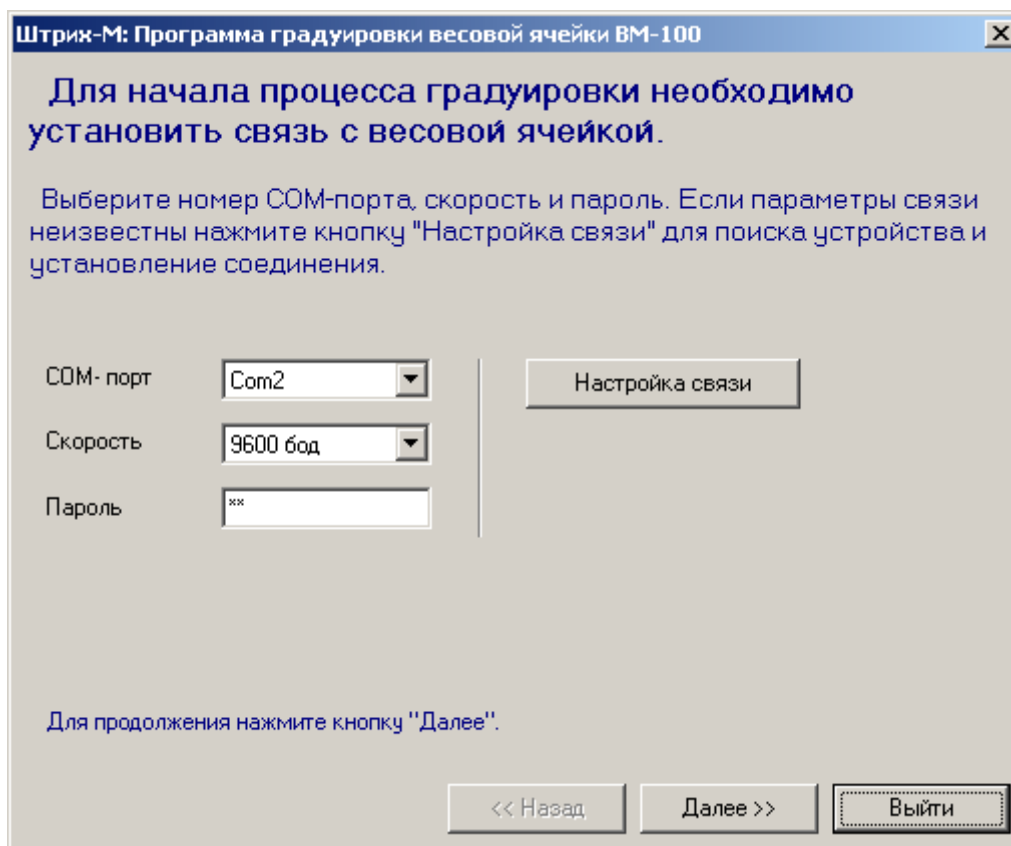 Штрих-М: Программа градуировки весовой ячейки ВМ-100
Для начала процесса градуировки необходимо
установить связь с весовой ячейкой.
Выберите номер COM-порта, скорость и пароль. Если параметры связи
неизвестны нажмите кнопку "Настройка связи" для поиска устройства и
установление соединения.
COM- порт
Com2
Настройка связи
Скорость
9600 бод
Пароль
**
Для продолжения нажмите кнопку "Далее".
<< Назад
Далее >>
Выйти